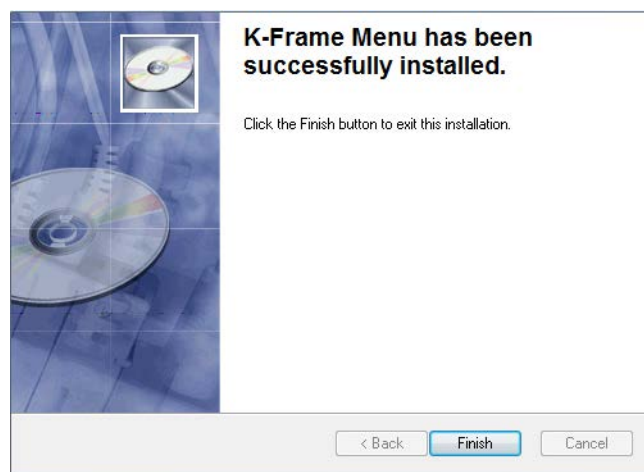 K-Frame Menu has been
successfully installed.
Click the Finish button to exit this installation.
< Back
Finish
Cancel